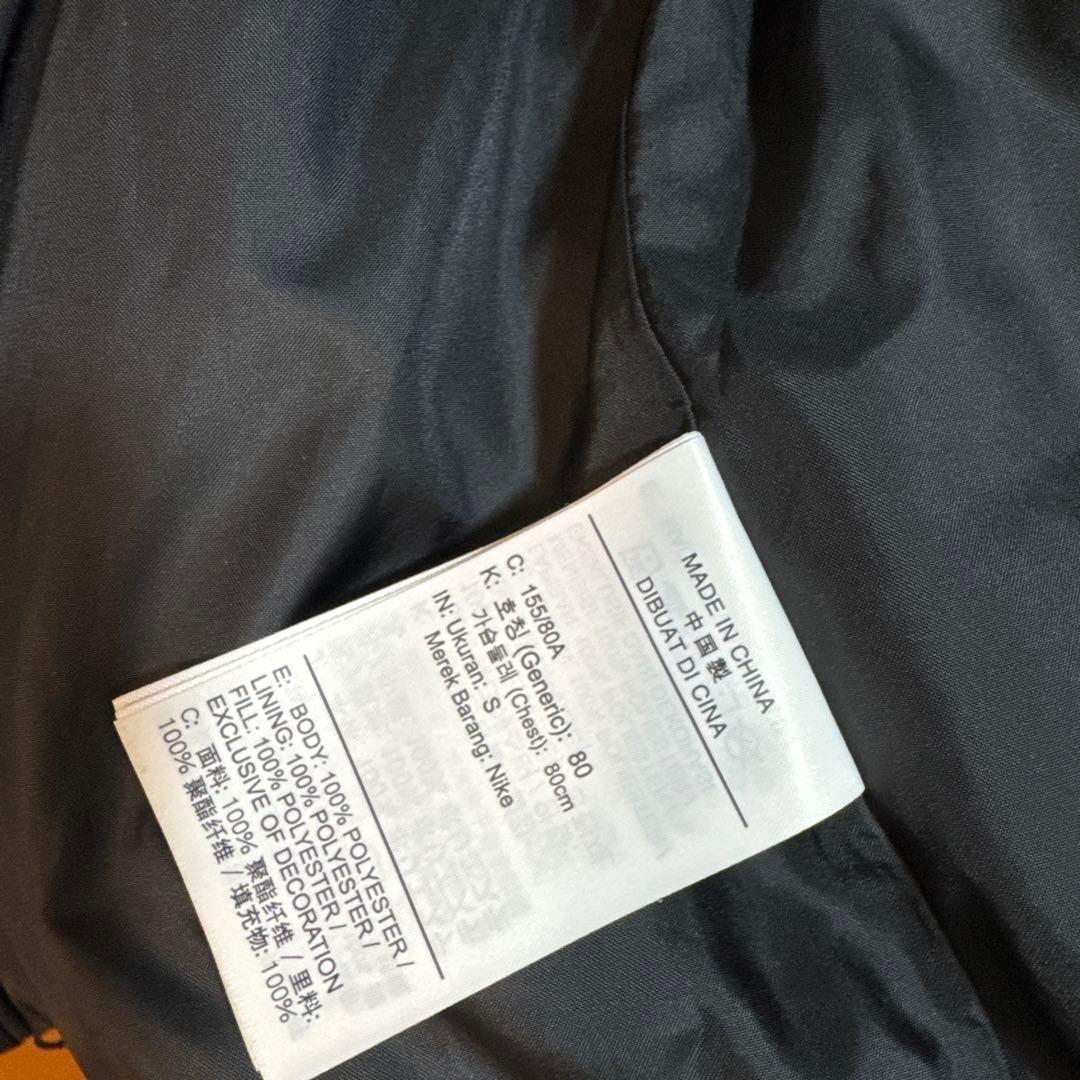 MADE IN CHINA
中国製
DIBUAT DI CINA
C: 155/80A
K: 호칭 (Generic): 80
가슴둘레 (Chest): 80cm
IN: Ukuran: S
Merek Barang: Nike
E: BODY: 100% POLYESTER /
LINING: 100% POLYESTER /
FILL: 100% POLYESTER /
EXCLUSIVE OF DECORATION
C: 面料: 100% 聚酯纤维 / 里料:
100% 聚酯纤维 / 填充物: 100%